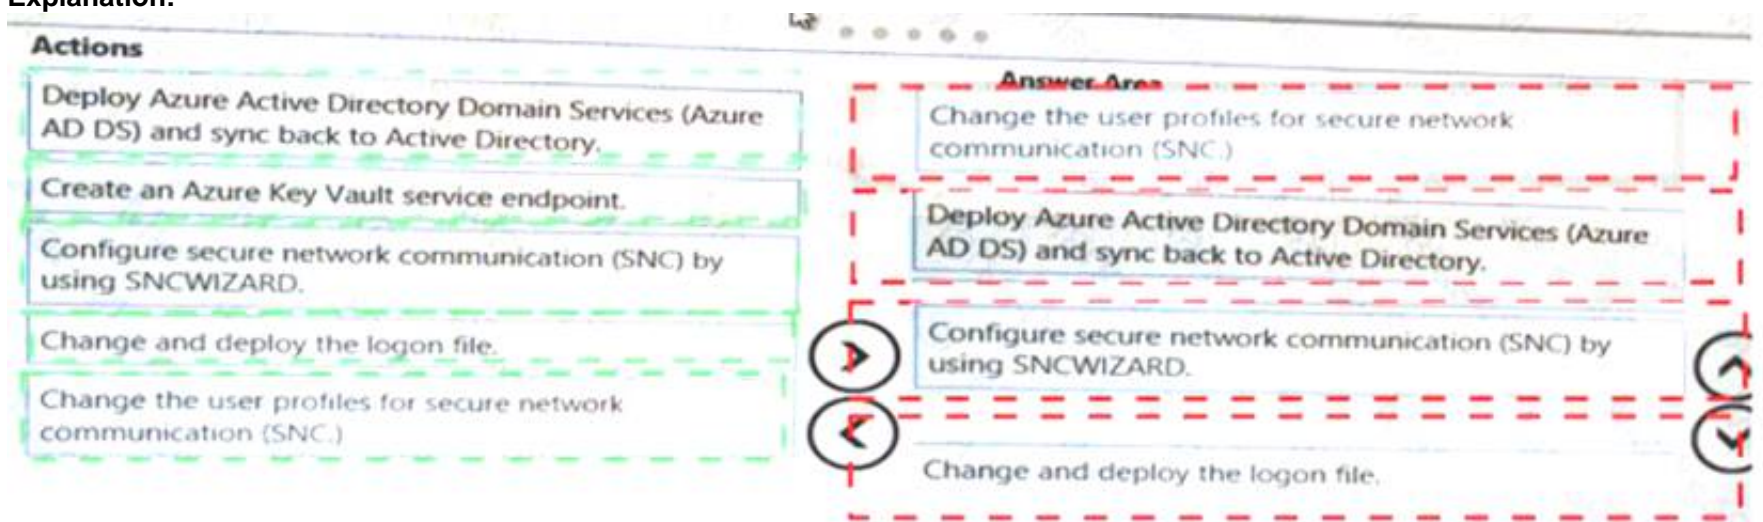 Explanation:
Actions
Deploy Azure Active Directory Domain Services (Azure
AD DS) and sync back to Active Directory.
Create an Azure Key Vault service endpoint.
Configure secure network communication (SNC) by
using SNCWIZARD.
Change and deploy the logon file.
Change the user profiles for secure network
communication (SNC.)
Answer Area
Change the user profiles for secure network
communication (SNC.)
Deploy Azure Active Directory Domain Services (Azure
AD DS) and sync back to Active Directory.
Configure secure network communication (SNC) by
using SNCWIZARD.
Change and deploy the logon file.